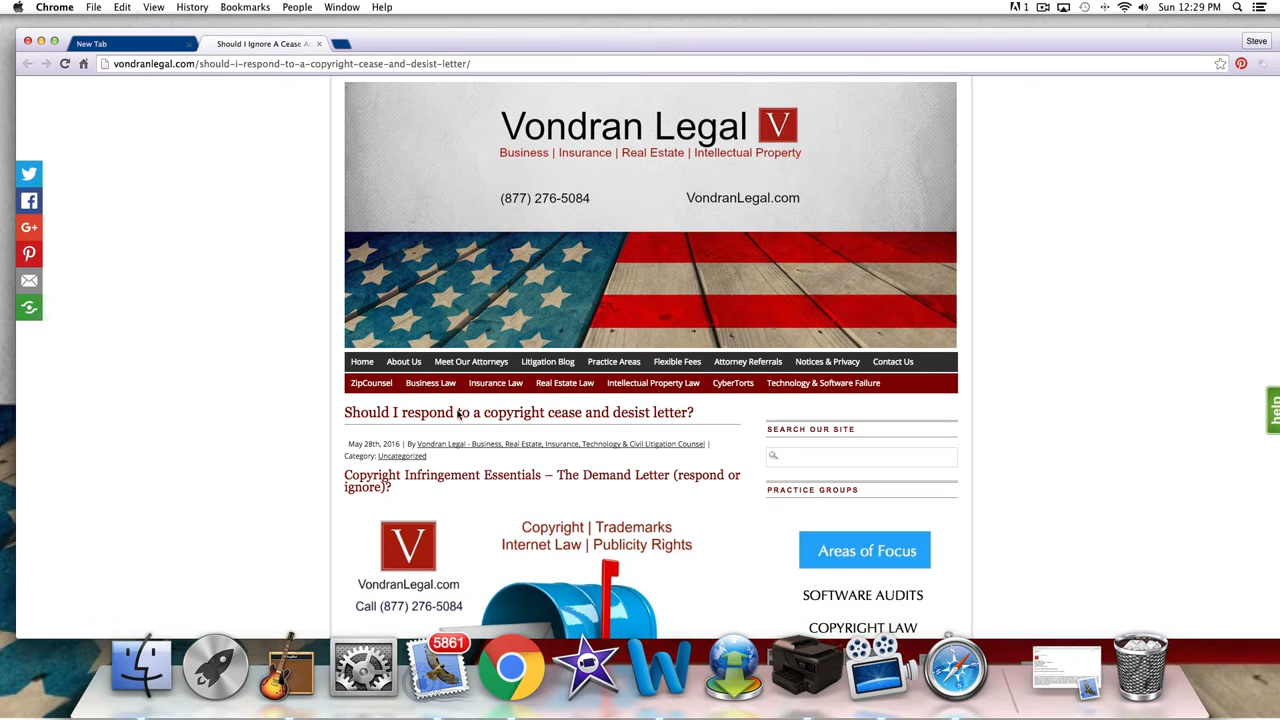 Chrome File Edit View History Bookmarks People Window Help
1 Sun 12:29 PM
New Tab
Should I Ignore A Cease A
Steve
vondranlegal.com/should-i-respond-to-a-copyright-cease-and-desist-letter/
Vondran Legal V
Business | Insurance | Real Estate | Intellectual Property
(877) 276-5084 VondranLegal.com
Home About Us Meet Our Attorneys Litigation Blog Practice Areas Flexible Fees Attorney Referrals Notices & Privacy Contact Us
ZipCounsel Business Law Insurance Law Real Estate Law Intellectual Property Law CyberTorts Technology & Software Failure
Should I respond to a copyright cease and desist letter?
May 28th, 2016 | By Vondran Legal - Business, Real Estate, Insurance, Technology & Civil Litigation Counsel |
Category: Uncategorized
Copyright Infringement Essentials – The Demand Letter (respond or
ignore)?
V
VondranLegal.com
Call (877) 276-5084
Copyright | Trademarks
Internet Law | Publicity Rights
SEARCH OUR SITE
PRACTICE GROUPS
Areas of Focus
SOFTWARE AUDITS
COPYRIGHT LAW
help
G+
5861
W